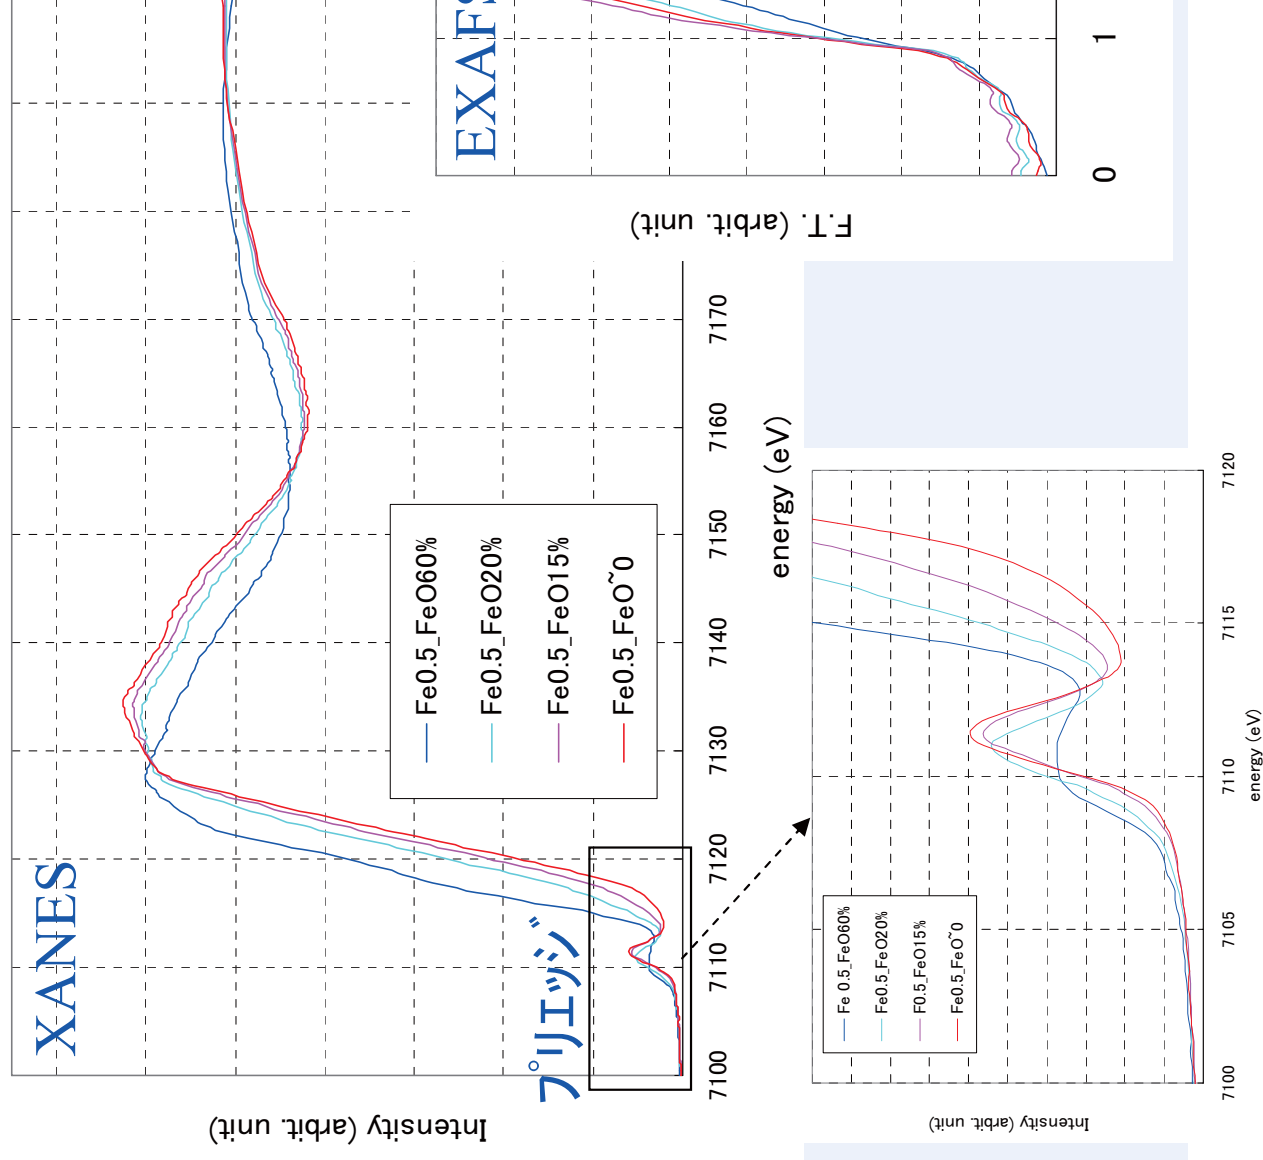 XANES
プリエッジ
Intensity (arbit. unit)
7100
7110
7120
7130
7140
7150
7160
7170
energy (eV)
Fe0.5_FeO60%
Fe0.5_FeO20%
Fe0.5_FeO15%
Fe0.5_FeO~0
EXAFS
F.T. (arbit. unit)
0
1
Intensity (arbit. unit)
7100
7105
7110
7115
7120
energy (eV)
Fe 0.5_FeO60%
Fe0.5_FeO20%
F0.5_FeO15%
Fe0.5_FeO~0